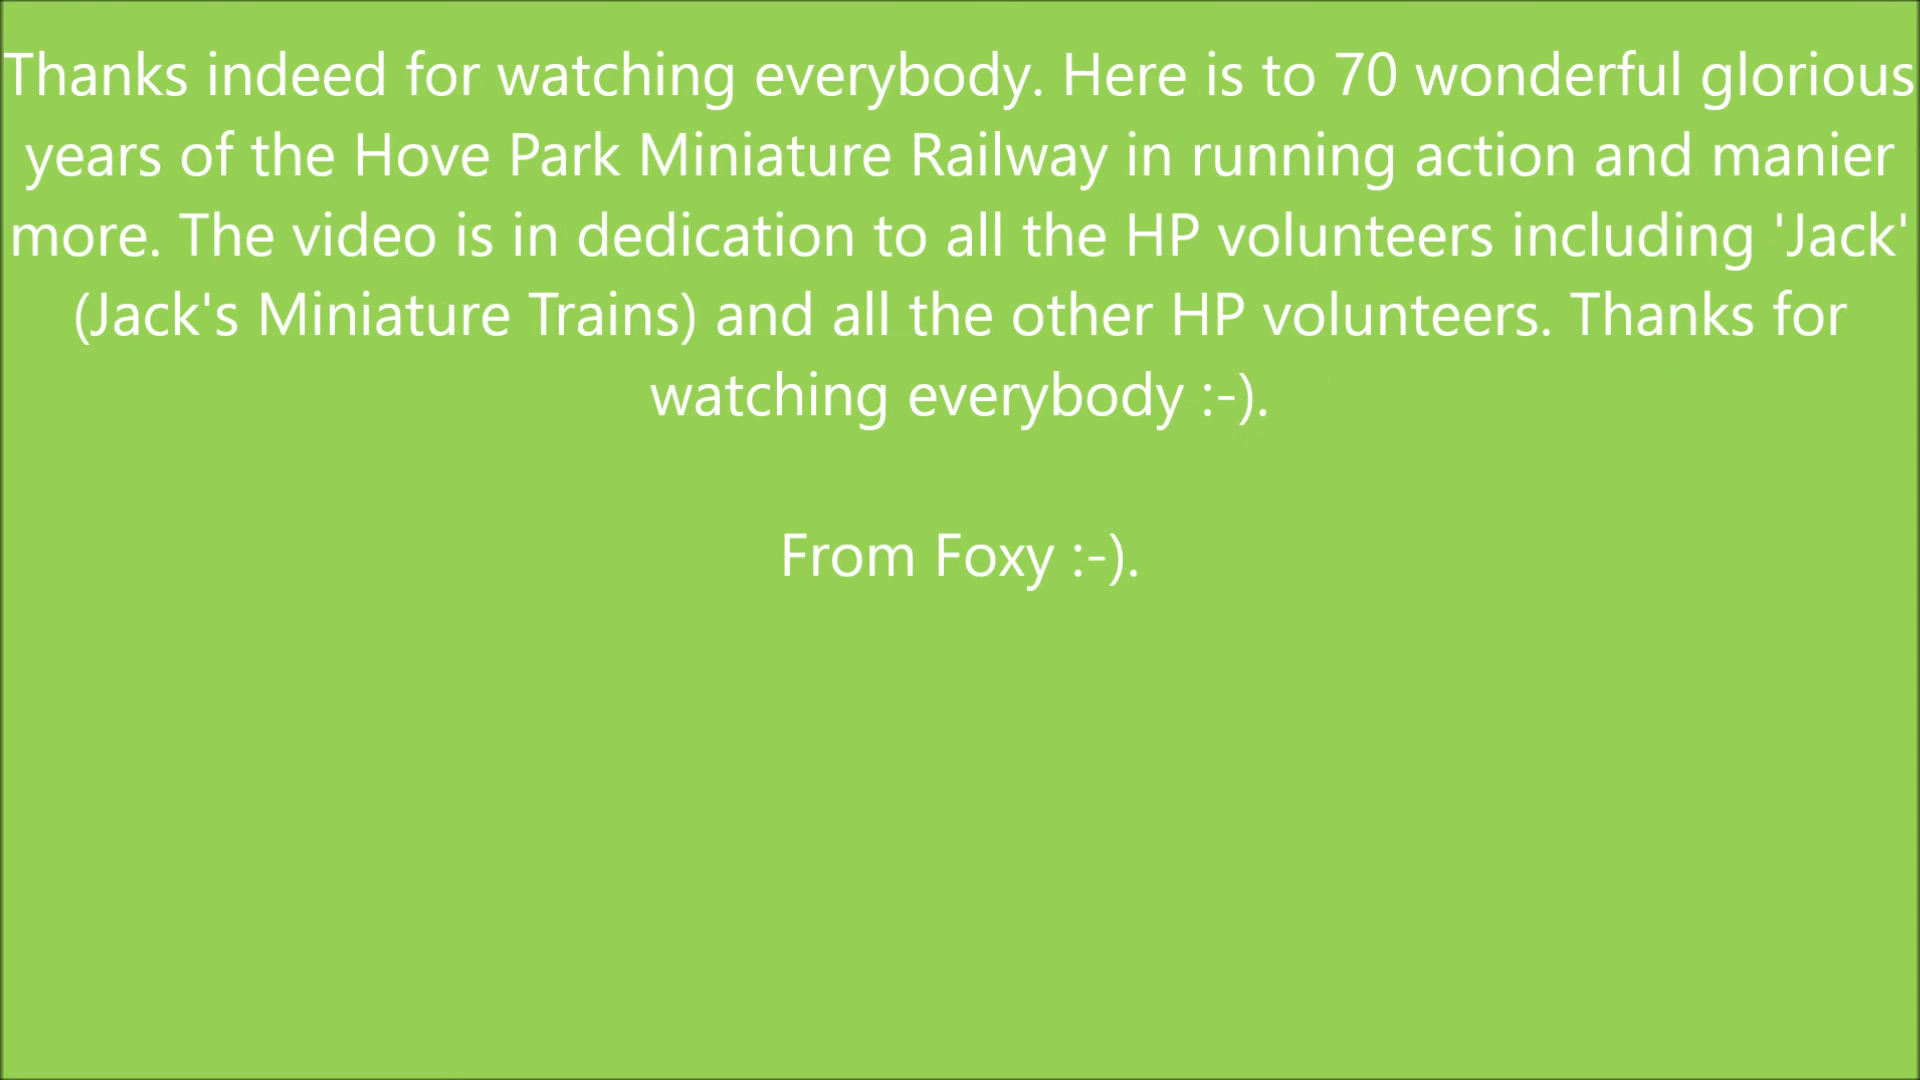 Thanks indeed for watching everybody. Here is to 70 wonderful glorious
years of the Hove Park Miniature Railway in running action and manier
more. The video is in dedication to all the HP volunteers including 'Jack'
(Jack's Miniature Trains) and all the other HP volunteers. Thanks for
watching everybody :-).
From Foxy :-).